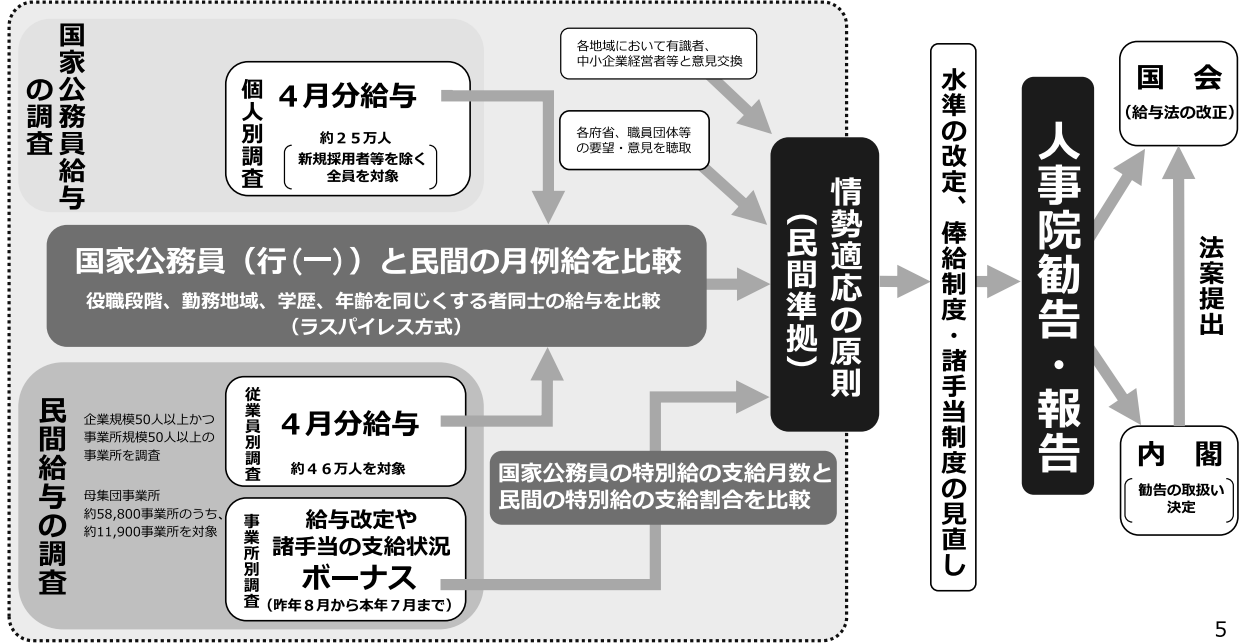 国家公務員給与
の調査
個人別調査
４月分給与
約２５万人
新規採用者等を除く
全員を対象
各地域において有識者、
中小企業経営者等と意見交換
各府省、職員団体等
の要望・意見を聴取
国家公務員（行(一)）と民間の月例給を比較
役職段階、勤務地域、学歴、年齢を同じくする者同士の給与を比較
（ラスパイレス方式）
民間給与の調査
企業規模50人以上かつ
事業所規模50人以上の
事業所を調査
母集団事業所
約58,800事業所のうち、
約11,900事業所を対象
従業員別調査
４月分給与
約４６万人を対象
事業所別調査
給与改定や
諸手当の支給状況
ボーナス
（昨年８月から本年７月まで）
国家公務員の特別給の支給月数と
民間の特別給の支給割合を比較
情勢適応の原則
（民間準拠）
水準の改定、俸給制度・諸手当制度の見直し
人事院勧告・報告
国　会
（給与法の改正）
法案提出
内　閣
勧告の取扱い
決定
5